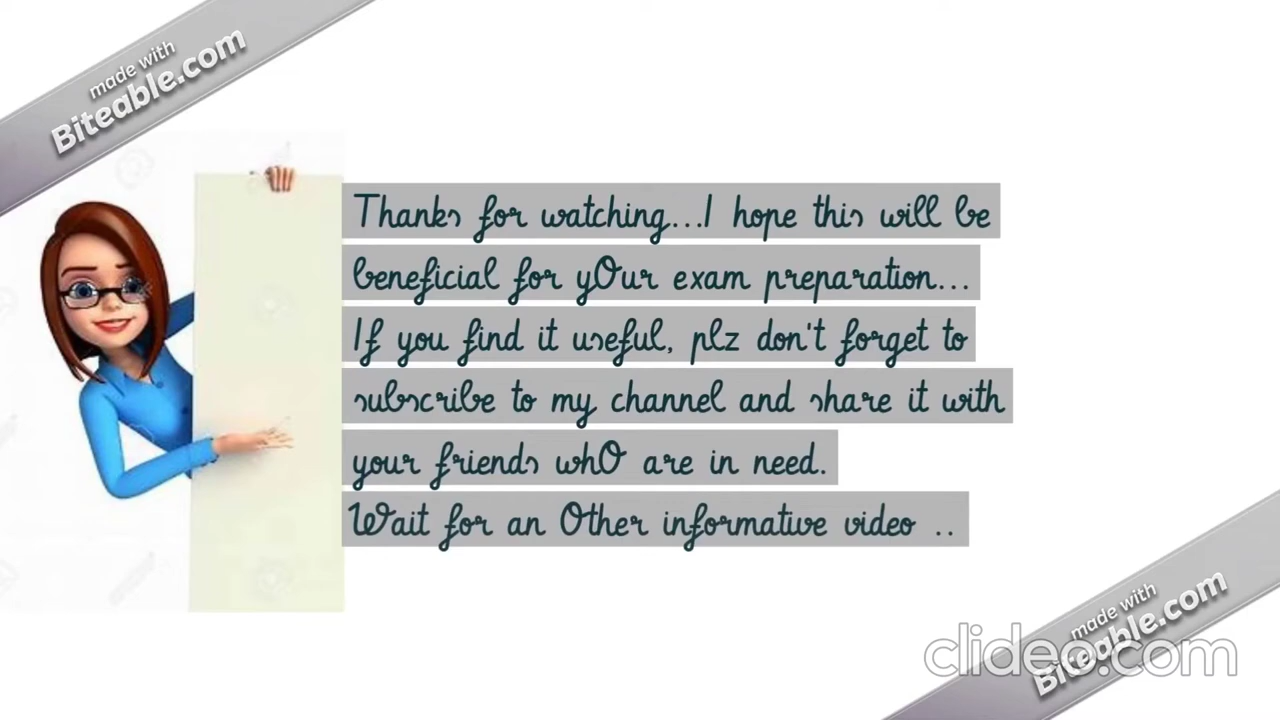 made with
Biteable.com
Thanks for watching...I hope this will be
beneficial for yOur exam preparation...
If you find it useful, plz don't forget to
subscribe to my channel and share it with
your friends whO are in need.
Wait for an Other informative video ..
made with
Biteable.com
clideo.com